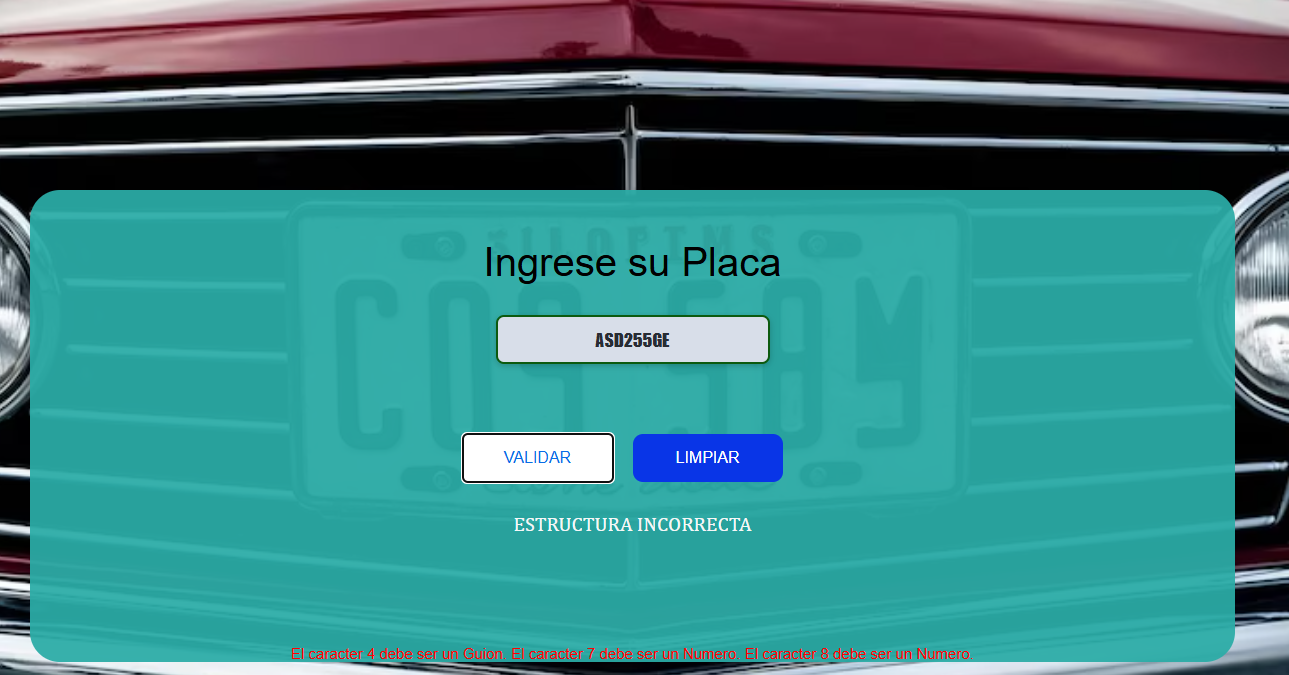 Ingrese su Placa
ASD255GE
VALIDAR LIMPIAR
ESTRUCTURA INCORRECTA
El caracter 4 debe ser un Guion. El caracter 7 debe ser un Numero. El caracter 8 debe ser un Numero.